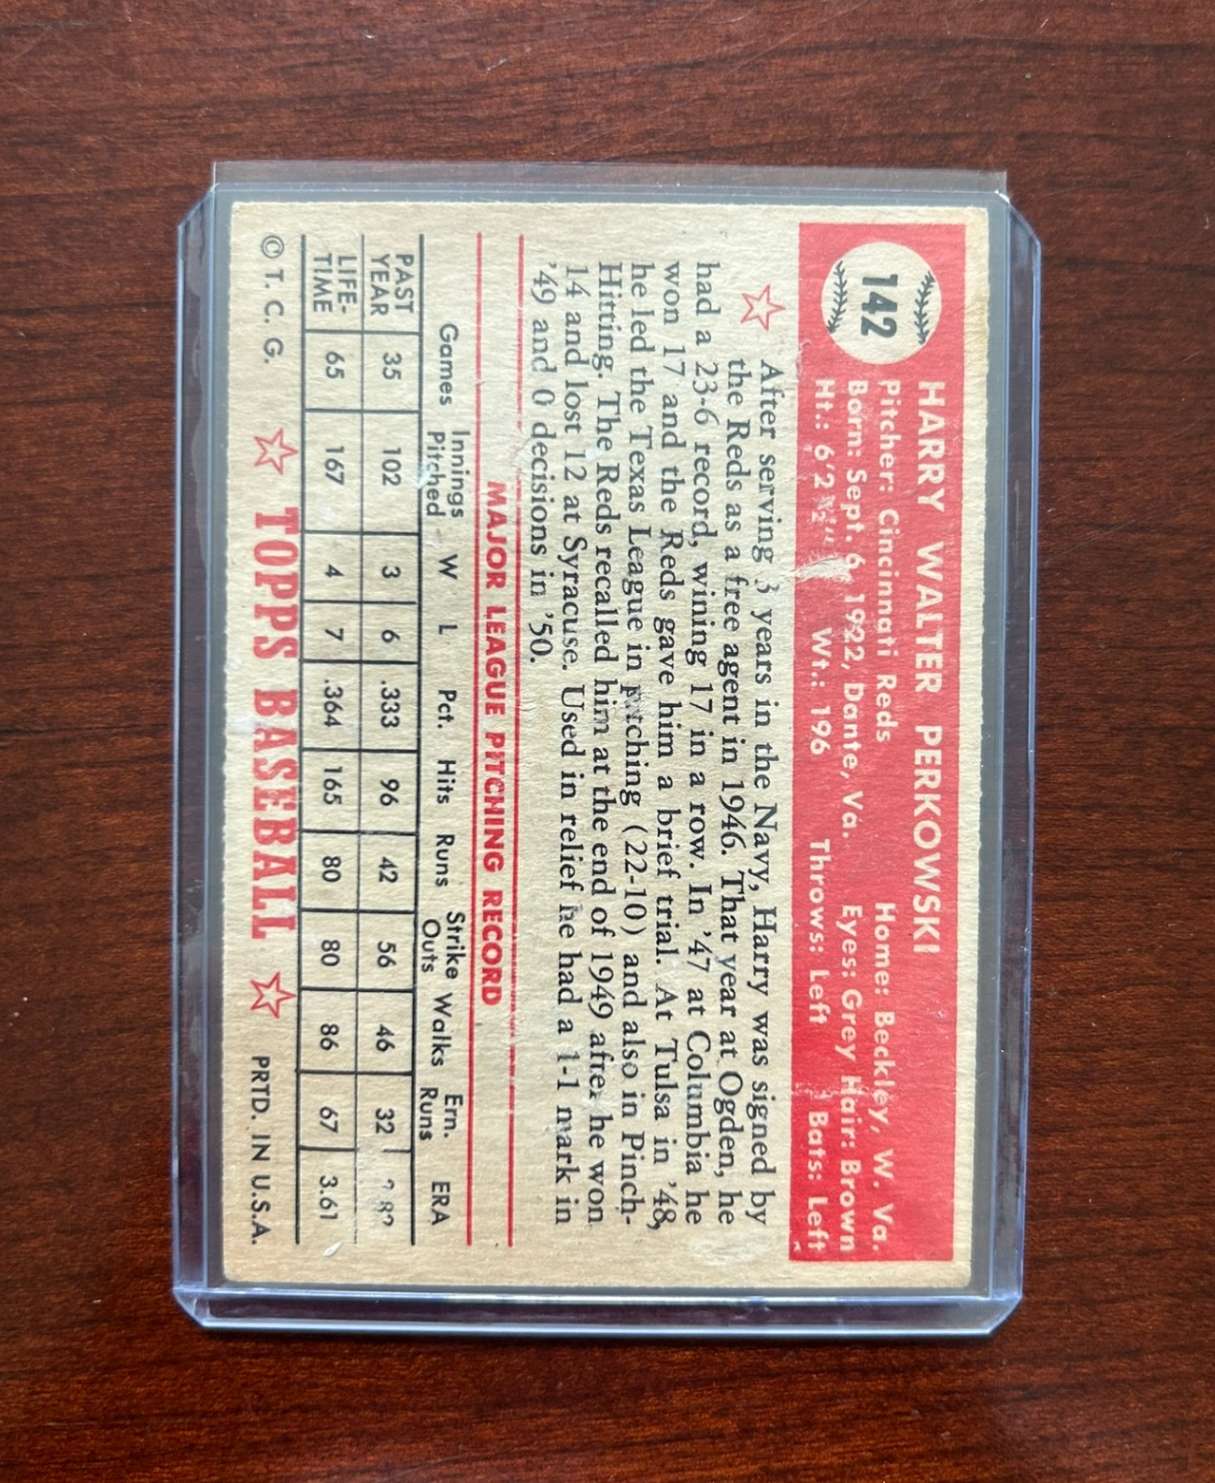 142
HARRY WALTER PERKOWSKI
Pitcher: Cincinnati Reds Home: Beckley, W. Va.
Born: Sept. 6, 1922, Dante, Va. Eyes: Grey Hair: Brown
Ht.: 6'2½" Wt.: 196 Throws: Left Bats: Left
After serving 3 years in the Navy, Harry was signed by
the Reds as a free agent in 1946. That year at Ogden, he
had a 23-6 record, wining 17 in a row. In '47 at Columbia he
won 17 and the Reds gave him a brief trial. At Tulsa in '48,
he led the Texas League in pitching (22-10) and also in Pinch-
Hitting. The Reds recalled him at the end of 1949 after he won
14 and lost 12 at Syracuse. Used in relief he had a 1-1 mark in
'49 and 0 decisions in '50.
MAJOR LEAGUE PITCHING RECORD
Games Innings Pitched W L Pct. Hits Runs Strike Outs Walks Ern. Runs ERA
PAST YEAR 35 102 3 6 .333 96 42 56 46 32
LIFE- TIME 65 167 4 7 .364 165 80 80 86 67 3.61
© T. C. G. TOPPS BASEBALL PRTD. IN U.S.A.